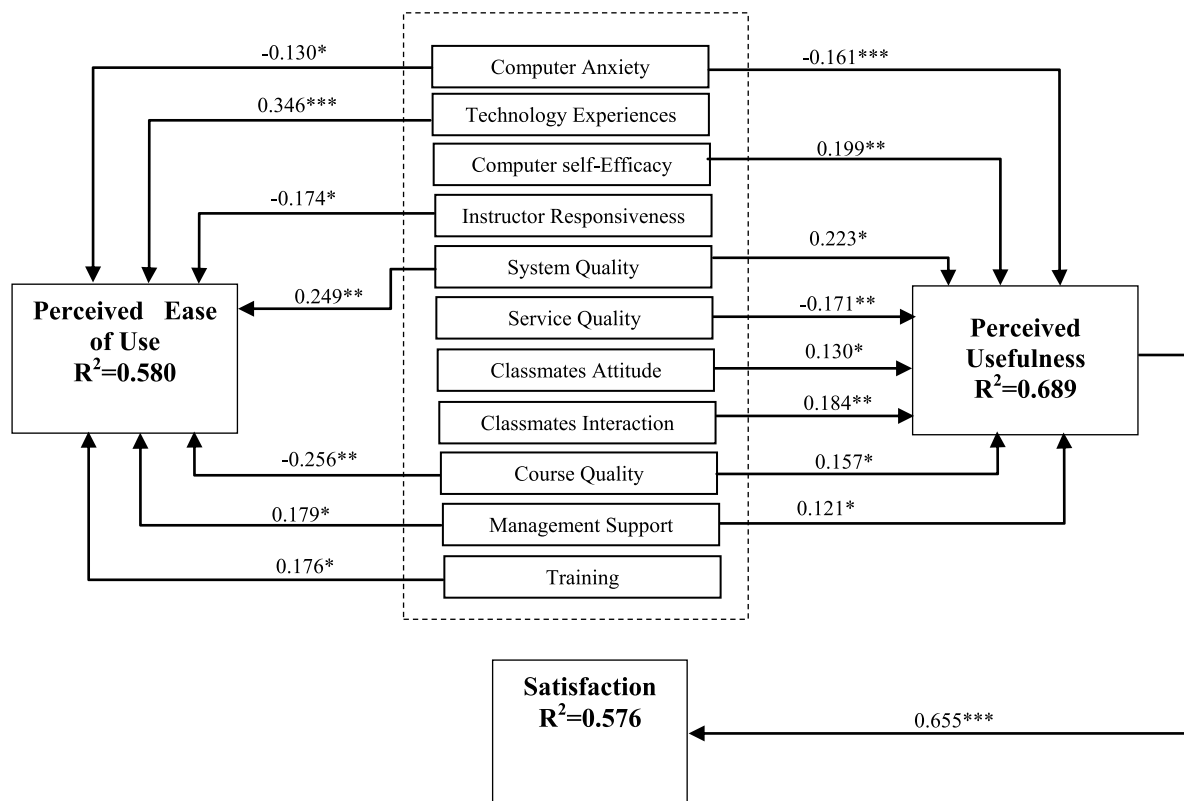 -0.130*
Computer Anxiety
-0.161***
0.346***
Technology Experiences
Computer self-Efficacy
0.199**
-0.174*
Instructor Responsiveness
System Quality
0.223*
0.249**
Perceived Ease
of Use
R²=0.580
Service Quality
-0.171**
Perceived
Usefulness
R²=0.689
Classmates Attitude
0.130*
Classmates Interaction
0.184**
-0.256**
Course Quality
0.157*
0.179*
Management Support
0.121*
0.176*
Training
Satisfaction
R²=0.576
0.655***